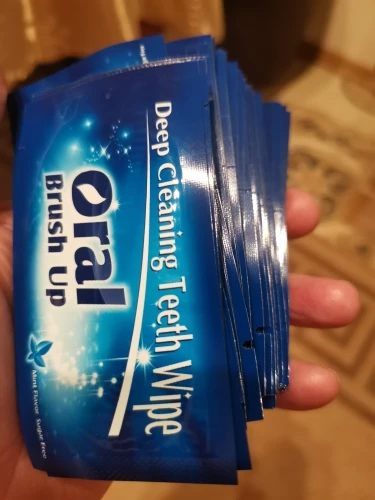 Deep Cleaning Teeth Wipe
Oral
Brush Up
Mint Flavor Sugar Free